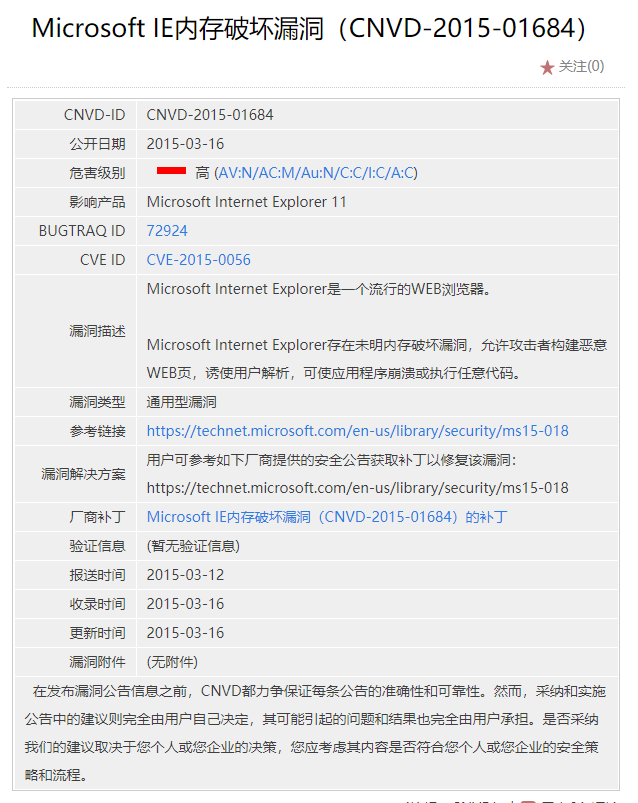 Microsoft IE内存破坏漏洞（CNVD-2015-01684）
关注(0)
CNVD-ID CNVD-2015-01684
公开日期 2015-03-16
危害级别 高 (AV:N/AC:M/Au:N/C:C/I:C/A:C)
影响产品 Microsoft Internet Explorer 11
BUGTRAQ ID 72924
CVE ID CVE-2015-0056
漏洞描述 Microsoft Internet Explorer是一个流行的WEB浏览器。
Microsoft Internet Explorer存在未明内存破坏漏洞，允许攻击者构建恶意
WEB页，诱使用户解析，可使应用程序崩溃或执行任意代码。
漏洞类型 通用型漏洞
参考链接 https://technet.microsoft.com/en-us/library/security/ms15-018
漏洞解决方案 用户可参考如下厂商提供的安全公告获取补丁以修复该漏洞：
https://technet.microsoft.com/en-us/library/security/ms15-018
厂商补丁 Microsoft IE内存破坏漏洞（CNVD-2015-01684）的补丁
验证信息 (暂无验证信息)
报送时间 2015-03-12
收录时间 2015-03-16
更新时间 2015-03-16
漏洞附件 (无附件)
在发布漏洞公告信息之前，CNVD都力争保证每条公告的准确性和可靠性。然而，采纳和实施
公告中的建议则完全由用户自己决定，其可能引起的问题和结果也完全由用户承担。是否采纳
我们的建议取决于您个人或您企业的决策，您应考虑其内容是否符合您个人或您企业的安全策
略和流程。